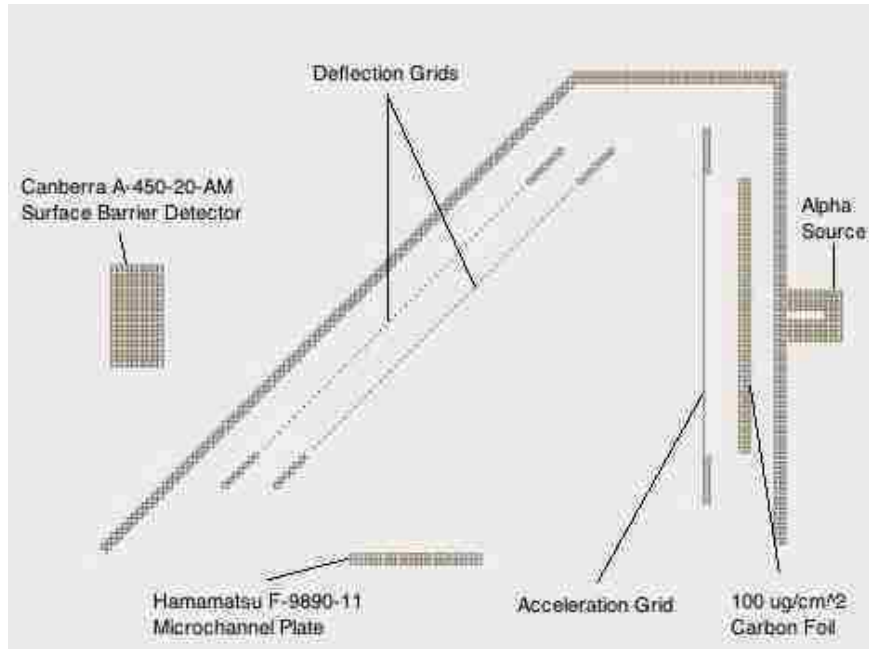 Deflection Grids
Canberra A-450-20-AM
Surface Barrier Detector
Alpha
Source
Hamamatsu F-9890-11
Microchannel Plate
Acceleration Grid
100 ug/cm^2
Carbon Foil